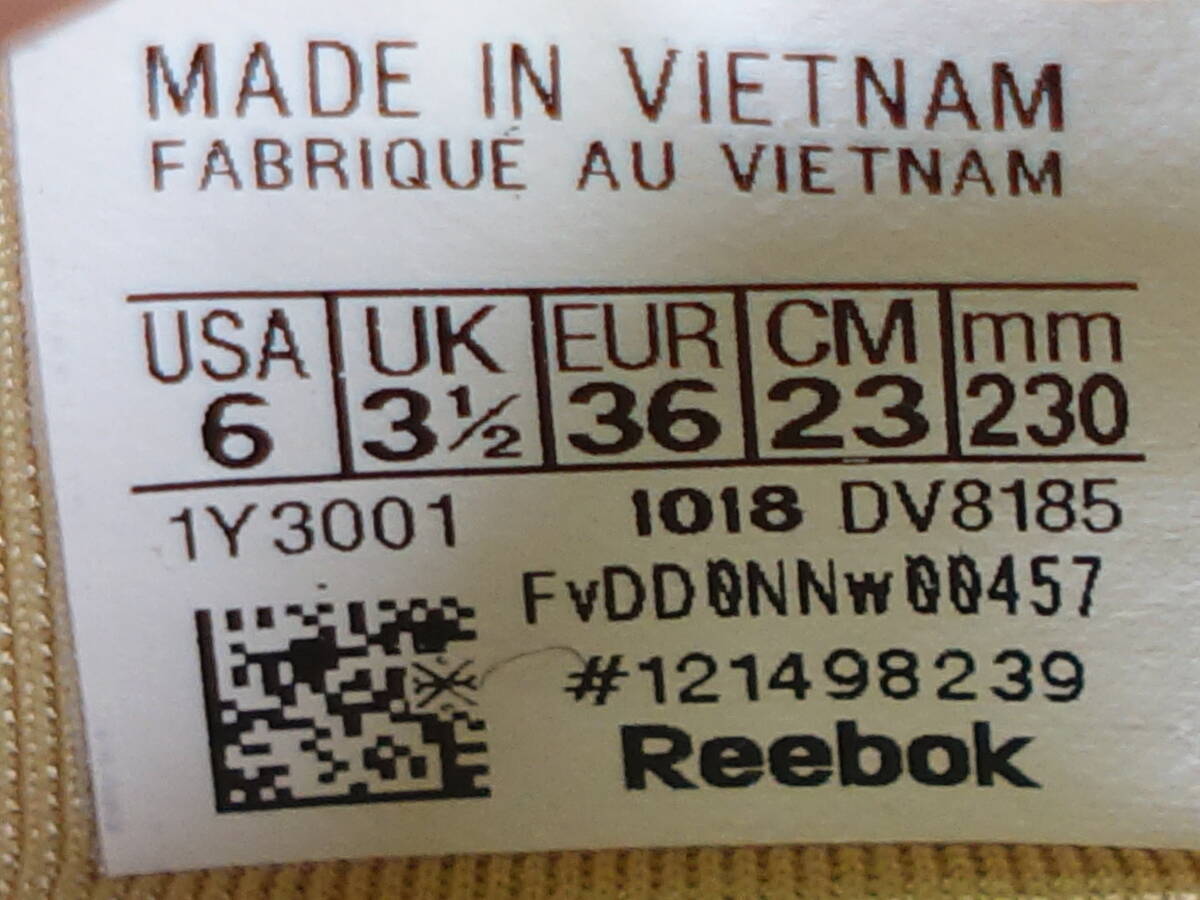 MADE IN VIETNAM
FABRIQUÉ AU VIETNAM
USA UK EUR CM mm
6 3½ 36 23 230
1Y3001 1018 DV8185
FvDD0NNw00457
#121498239
Reebok